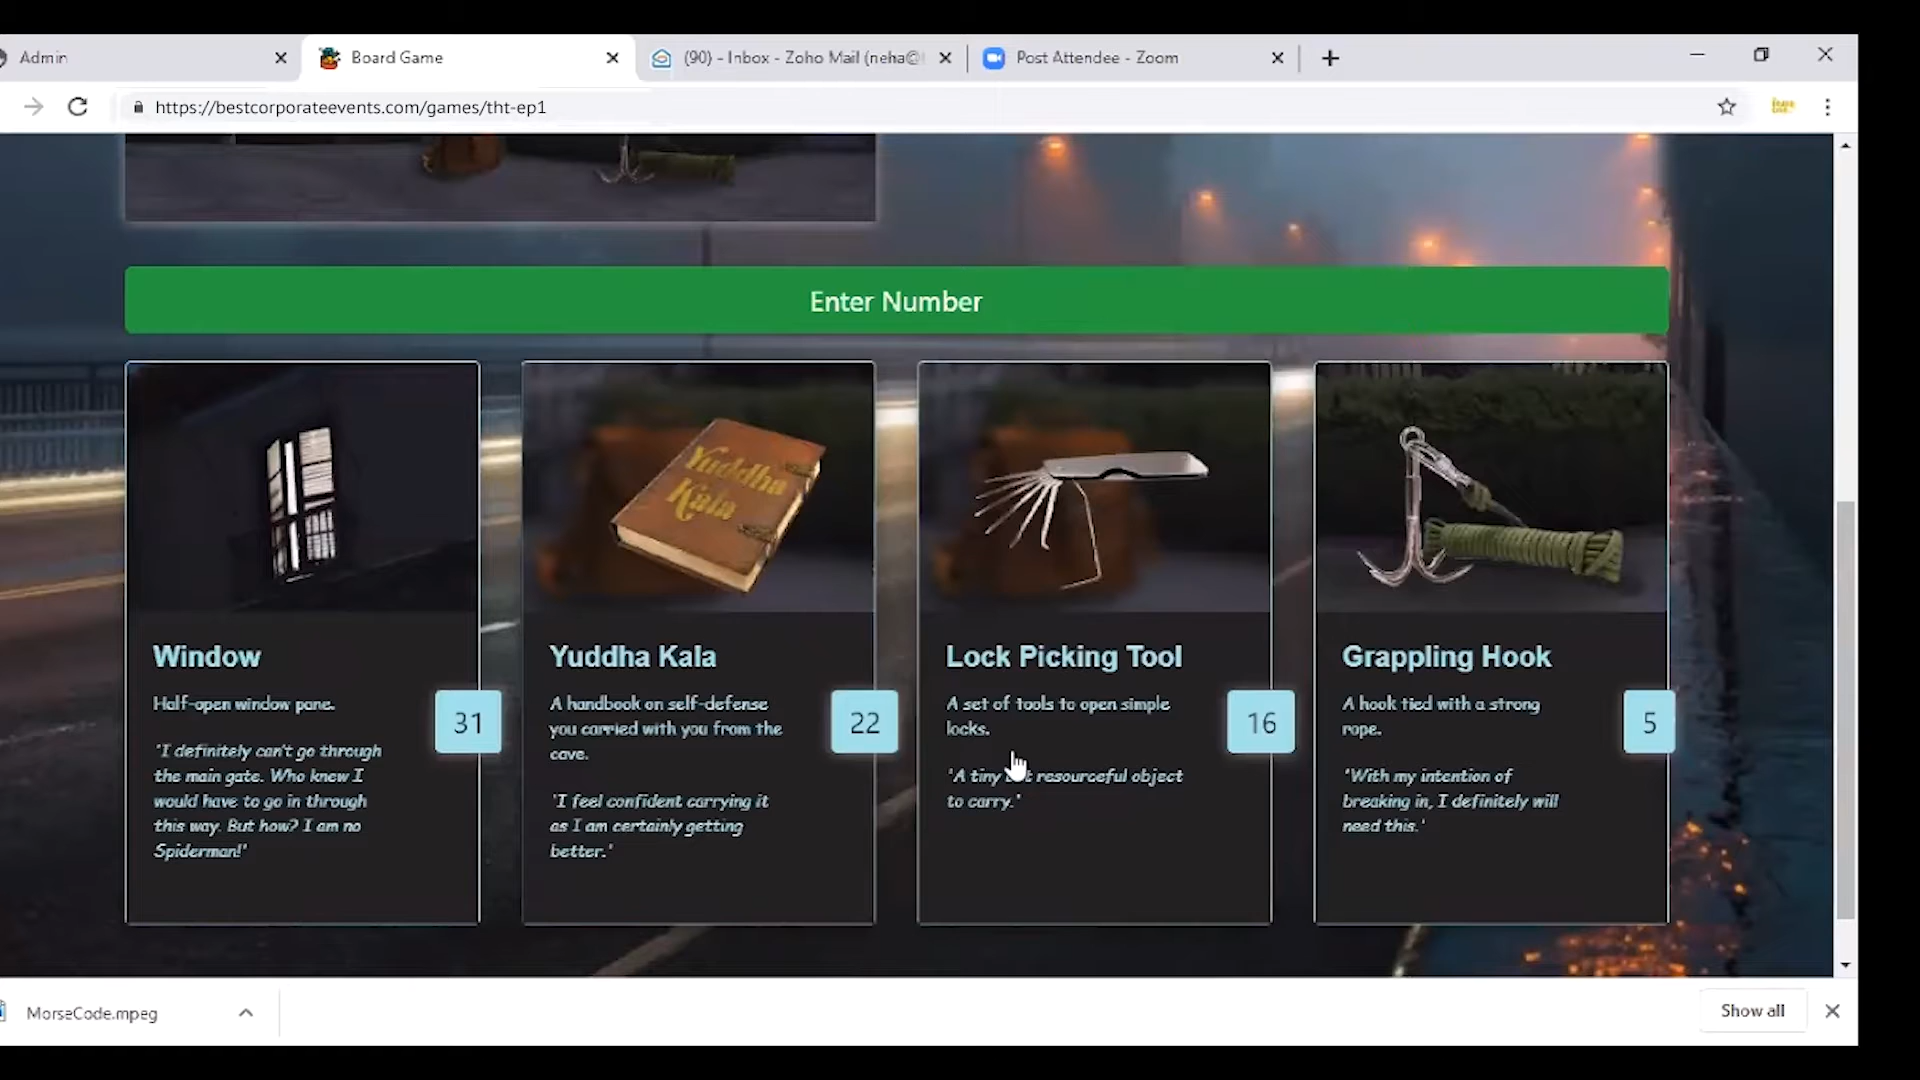 Admin
Board Game
(90) - Inbox - Zoho Mail (neha@
Post Attendee - Zoom
https://bestcorporateevents.com/games/tht-ep1
Enter Number
Yuddha
Kala
Window
Half-open window pane.
'I definitely can't go through
the main gate. Who knew I
would have to go in through
this way. But how? I am no
Spiderman!'
31
Yuddha Kala
A handbook on self-defense
you carried with you from the
cave.
'I feel confident carrying it
as I am certainly getting
better.'
22
Lock Picking Tool
A set of tools to open simple
locks.
'A tiny resourceful object
to carry.'
16
Grappling Hook
A hook tied with a strong
rope.
'With my intention of
breaking in, I definitely will
need this.'
5
MorseCode.mpeg
Show all